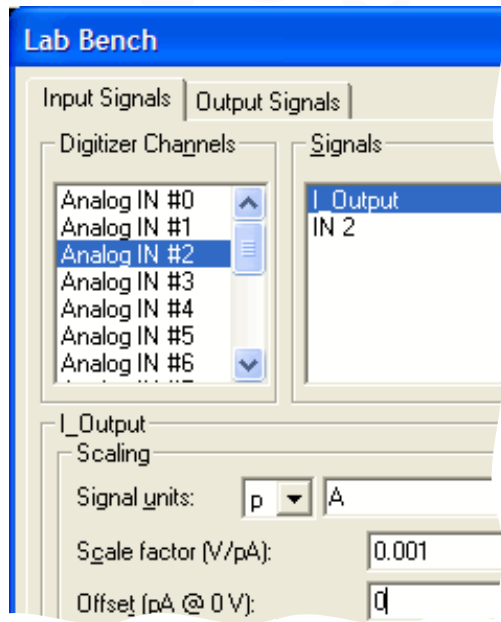 Lab Bench
Input Signals Output Signals
Digitizer Channels Signals
Analog IN #0 I_Output
Analog IN #1 IN 2
Analog IN #2
Analog IN #3
Analog IN #4
Analog IN #5
Analog IN #6
I_Output
Scaling
Signal units: p A
Scale factor (V/pA): 0.001
Offset (pA @ 0 V): 0